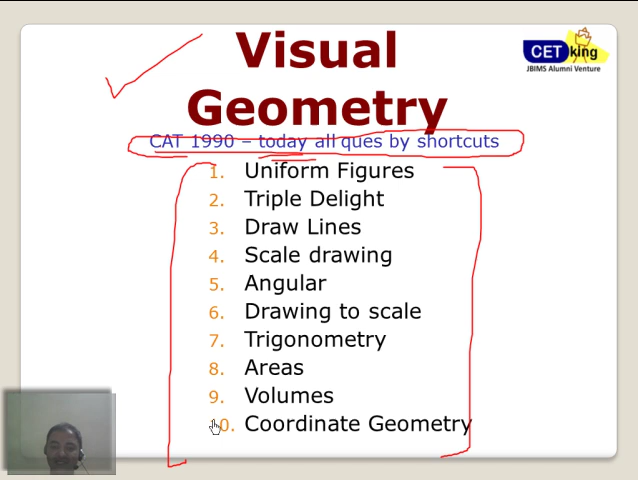 Visual
Geometry
CET king
JBIMS Alumni Venture
CAT 1990 – today all ques by shortcuts
1. Uniform Figures
2. Triple Delight
3. Draw Lines
4. Scale drawing
5. Angular
6. Drawing to scale
7. Trigonometry
8. Areas
9. Volumes
10. Coordinate Geometry